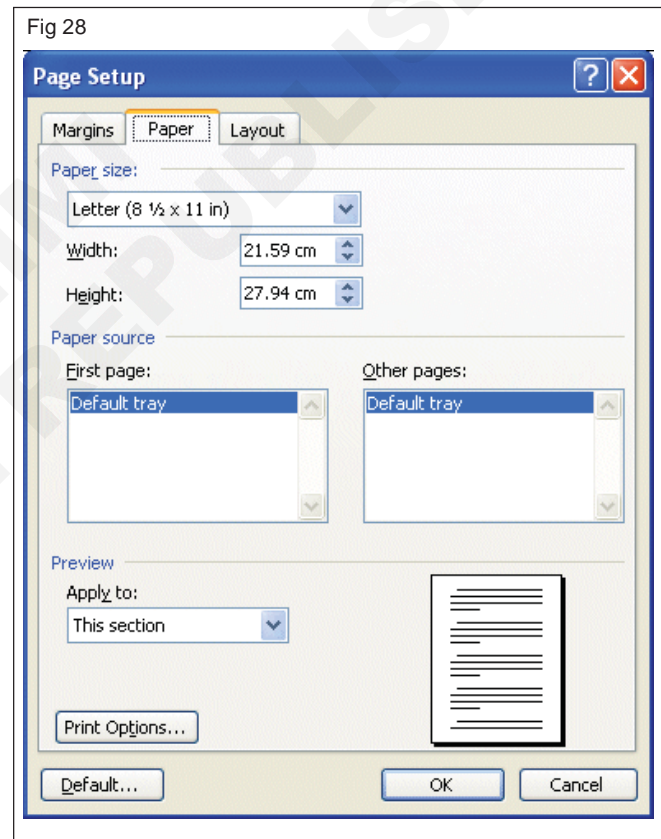 Fig 28
Page Setup
Margins Paper Layout
Paper size:
Letter (8 ½ x 11 in)
Width: 21.59 cm
Height: 27.94 cm
Paper source
First page: Other pages:
Default tray Default tray
Preview
Apply to:
This section
Print Options...
Default... OK Cancel